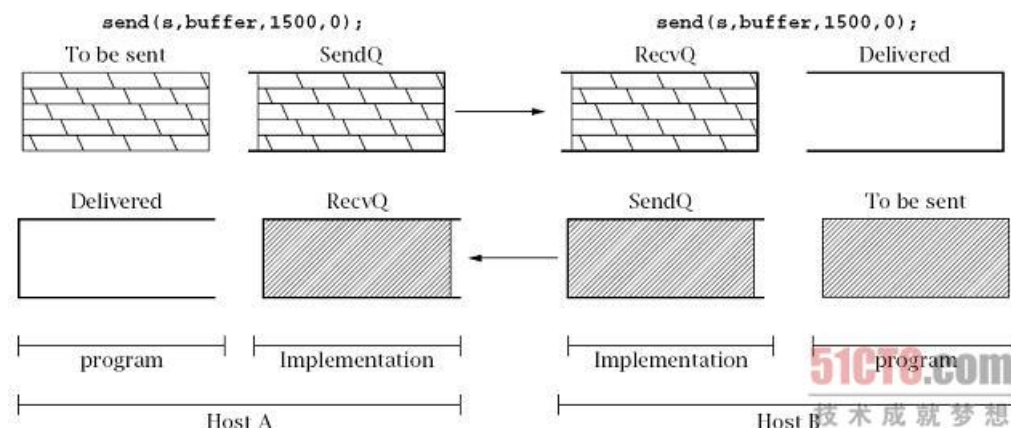 send(s,buffer,1500,0); send(s,buffer,1500,0);
To be sent SendQ RecvQ Delivered
Delivered RecvQ SendQ To be sent
program Implementation Implementation program
Host A Host B
51CTO.com
技术成就梦想